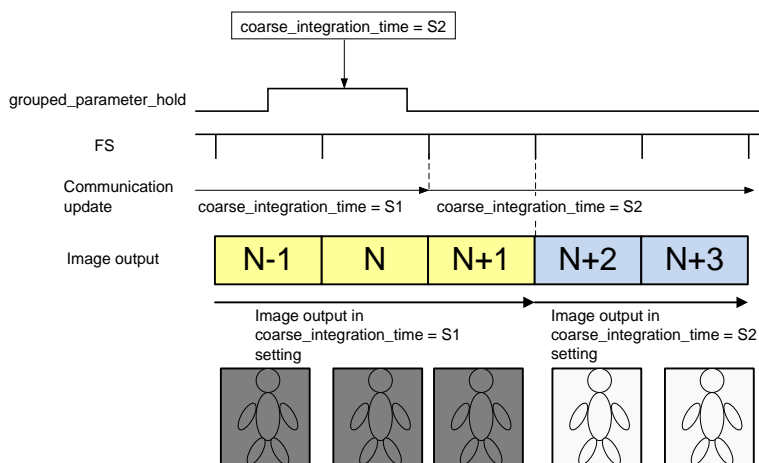 coarse_integration_time = S2
grouped_parameter_hold
FS
Communication
update
coarse_integration_time = S1
coarse_integration_time = S2
Image output
N-1
N
N+1
N+2
N+3
Image output in
coarse_integration_time = S1
setting
Image output in
coarse_integration_time = S2
setting